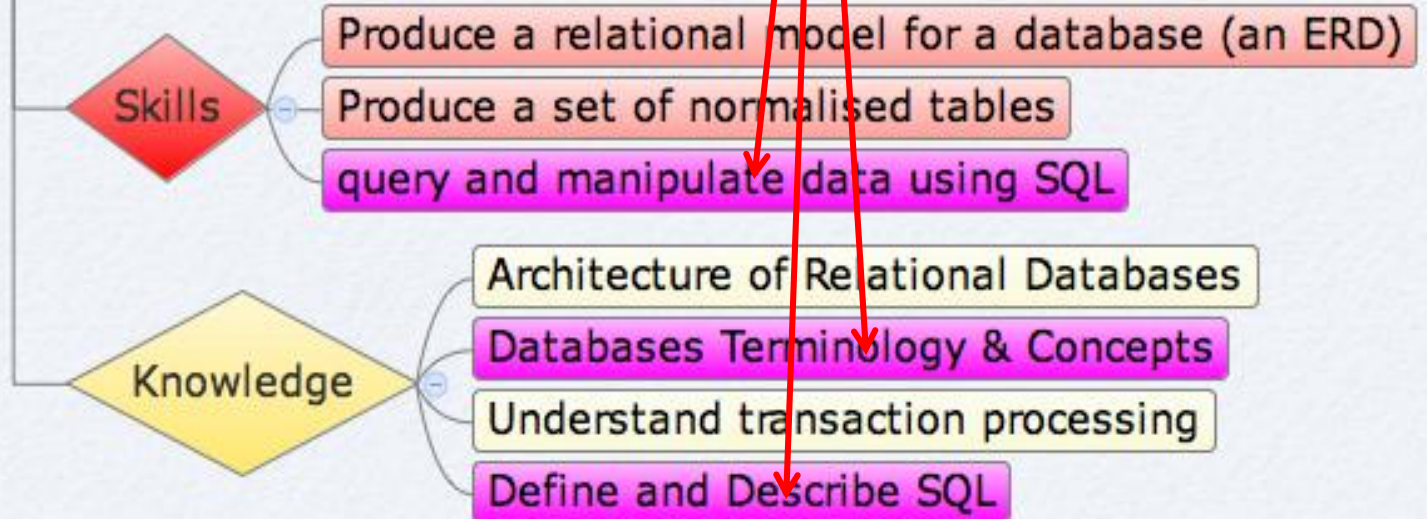 Produce a relational model for a database (an ERD)
Skills
Produce a set of normalised tables
query and manipulate data using SQL
Architecture of Relational Databases
Databases Terminology & Concepts
Knowledge
Understand transaction processing
Define and Describe SQL